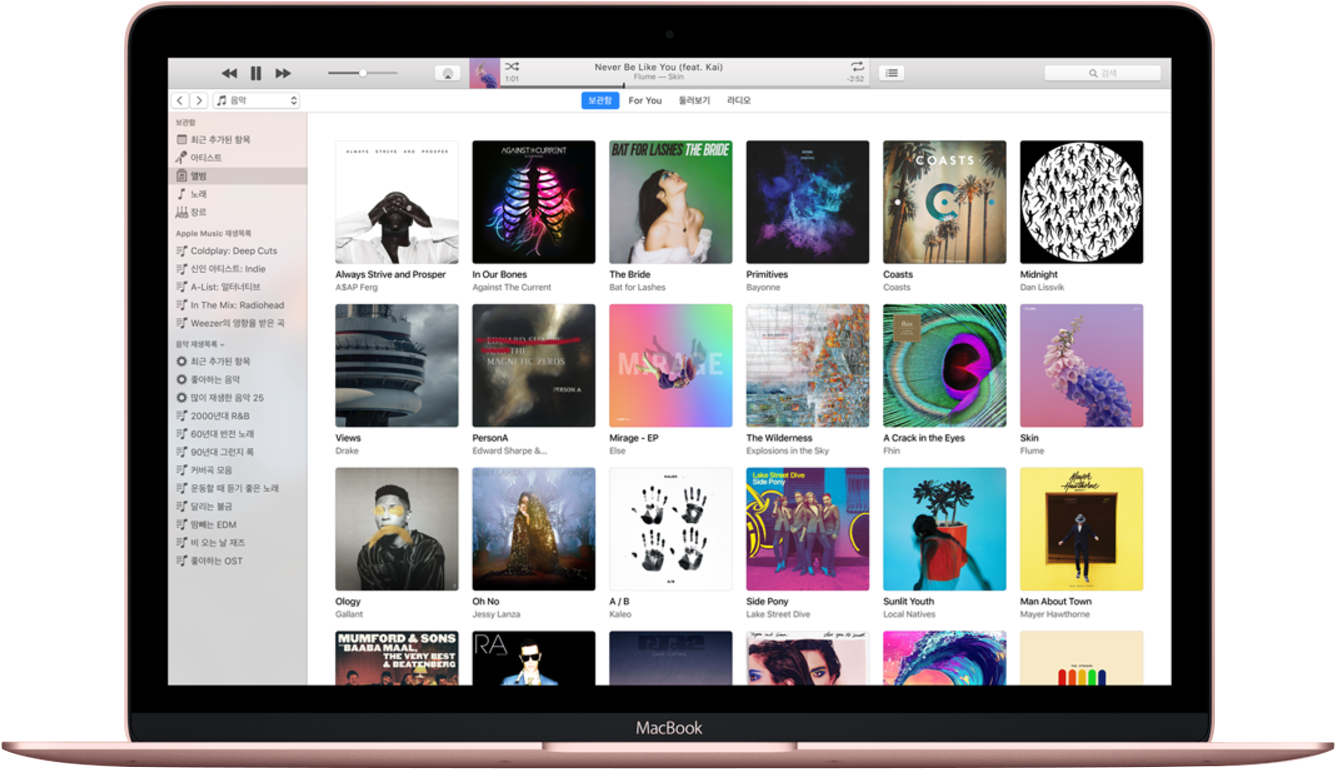 Never Be Like You (feat. Kai)
Flume — Skin
1:01
-2:52
검색
음악
보관함
For You
둘러보기
라디오
보관함
최근 추가된 항목
아티스트
앨범
노래
장르
Apple Music 재생목록
Coldplay: Deep Cuts
신인 아티스트: Indie
A-List: 얼터너티브
In The Mix: Radiohead
Weezer의 영향을 받은 곡
음악 재생목록
최근 추가된 항목
좋아하는 음악
많이 재생한 음악 25
2000년대 R&B
60년대 반전 노래
90년대 그런지 록
커버곡 모음
운동할 때 듣기 좋은 노래
달리는 불금
땀빼는 EDM
비 오는 날 재즈
좋아하는 OST
ALWAYS STRIVE AND PROSPER
AGAINST THE CURRENT
BAT FOR LASHES THE BRIDE
COASTS
Always Strive and Prosper
A$AP Ferg
In Our Bones
Against The Current
The Bride
Bat for Lashes
Primitives
Bayonne
Coasts
Coasts
Midnight
Dan Lissvik
EDWARD SHARPE
AND THE
MAGNETIC ZEROS
PERSON A
MIRAGE
fhin
Views
Drake
PersonA
Edward Sharpe &...
Mirage - EP
Else
The Wilderness
Explosions in the Sky
A Crack in the Eyes
Fhin
Skin
Flume
KALEO
A/B
Lake Street Dive
Side Pony
Mayer
Hawthorne
Ology
Gallant
Oh No
Jessy Lanza
A / B
Kaleo
Side Pony
Lake Street Dive
Sunlit Youth
Local Natives
Man About Town
Mayer Hawthorne
MUMFORD & SONS
BAABA MAAL,
THE VERY BEST
& BEATENBERG
RA
THE STROKES
MacBook